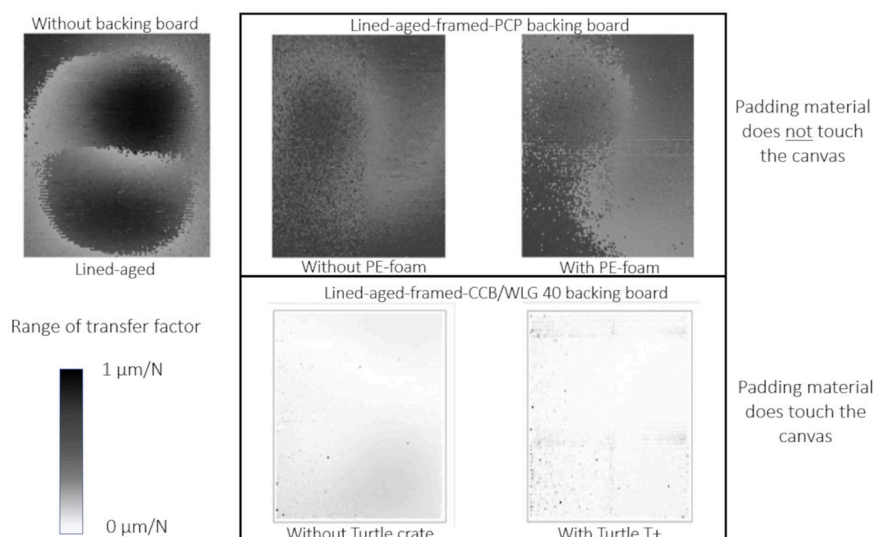 Without backing board
Lined-aged-framed-PCP backing board
Padding material
does not touch
the canvas
Lined-aged
Without PE-foam
With PE-foam
Lined-aged-framed-CCB/WLG 40 backing board
Range of transfer factor
1 µm/N
0 µm/N
Padding material
does touch the
canvas
Without Turtle crate
With Turtle T+